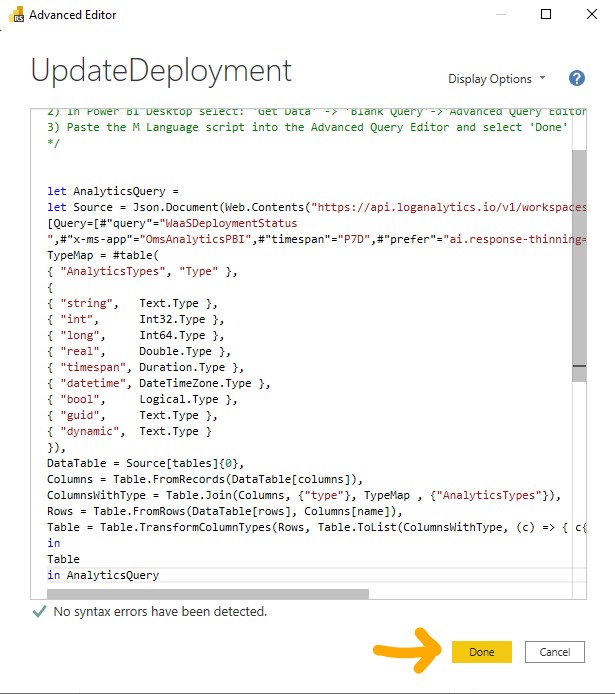 Advanced Editor
UpdateDeployment
Display Options
?
2) In Power BI Desktop select: 'Get Data' -> 'Blank Query'->'Advanced Query Editor
3) Paste the M Language script into the Advanced Query Editor and select 'Done'
*/
let AnalyticsQuery =
let Source = Json.Document(Web.Contents("https://api.loganalytics.io/v1/workspaces
[Query=[#"query"="WaaSDeploymentStatus
",#"x-ms-app"="OmsAnalyticsPBI",#"timespan"="P7D",#"prefer"="ai.response-thinning=
TypeMap = #table(
{ "AnalyticsTypes", "Type" },
{
{ "string",   Text.Type },
{ "int",      Int32.Type },
{ "long",     Int64.Type },
{ "real",     Double.Type },
{ "timespan", Duration.Type },
{ "datetime", DateTimeZone.Type },
{ "bool",     Logical.Type },
{ "guid",     Text.Type },
{ "dynamic",  Text.Type }
}),
DataTable = Source[tables]{0},
Columns = Table.FromRecords(DataTable[columns]),
ColumnsWithType = Table.Join(Columns, {"type"}, TypeMap , {"AnalyticsTypes"}),
Rows = Table.FromRows(DataTable[rows], Columns[name]),
Table = Table.TransformColumnTypes(Rows, Table.ToList(ColumnsWithType, (c) => { c{
in
Table
in AnalyticsQuery
No syntax errors have been detected.
Done
Cancel